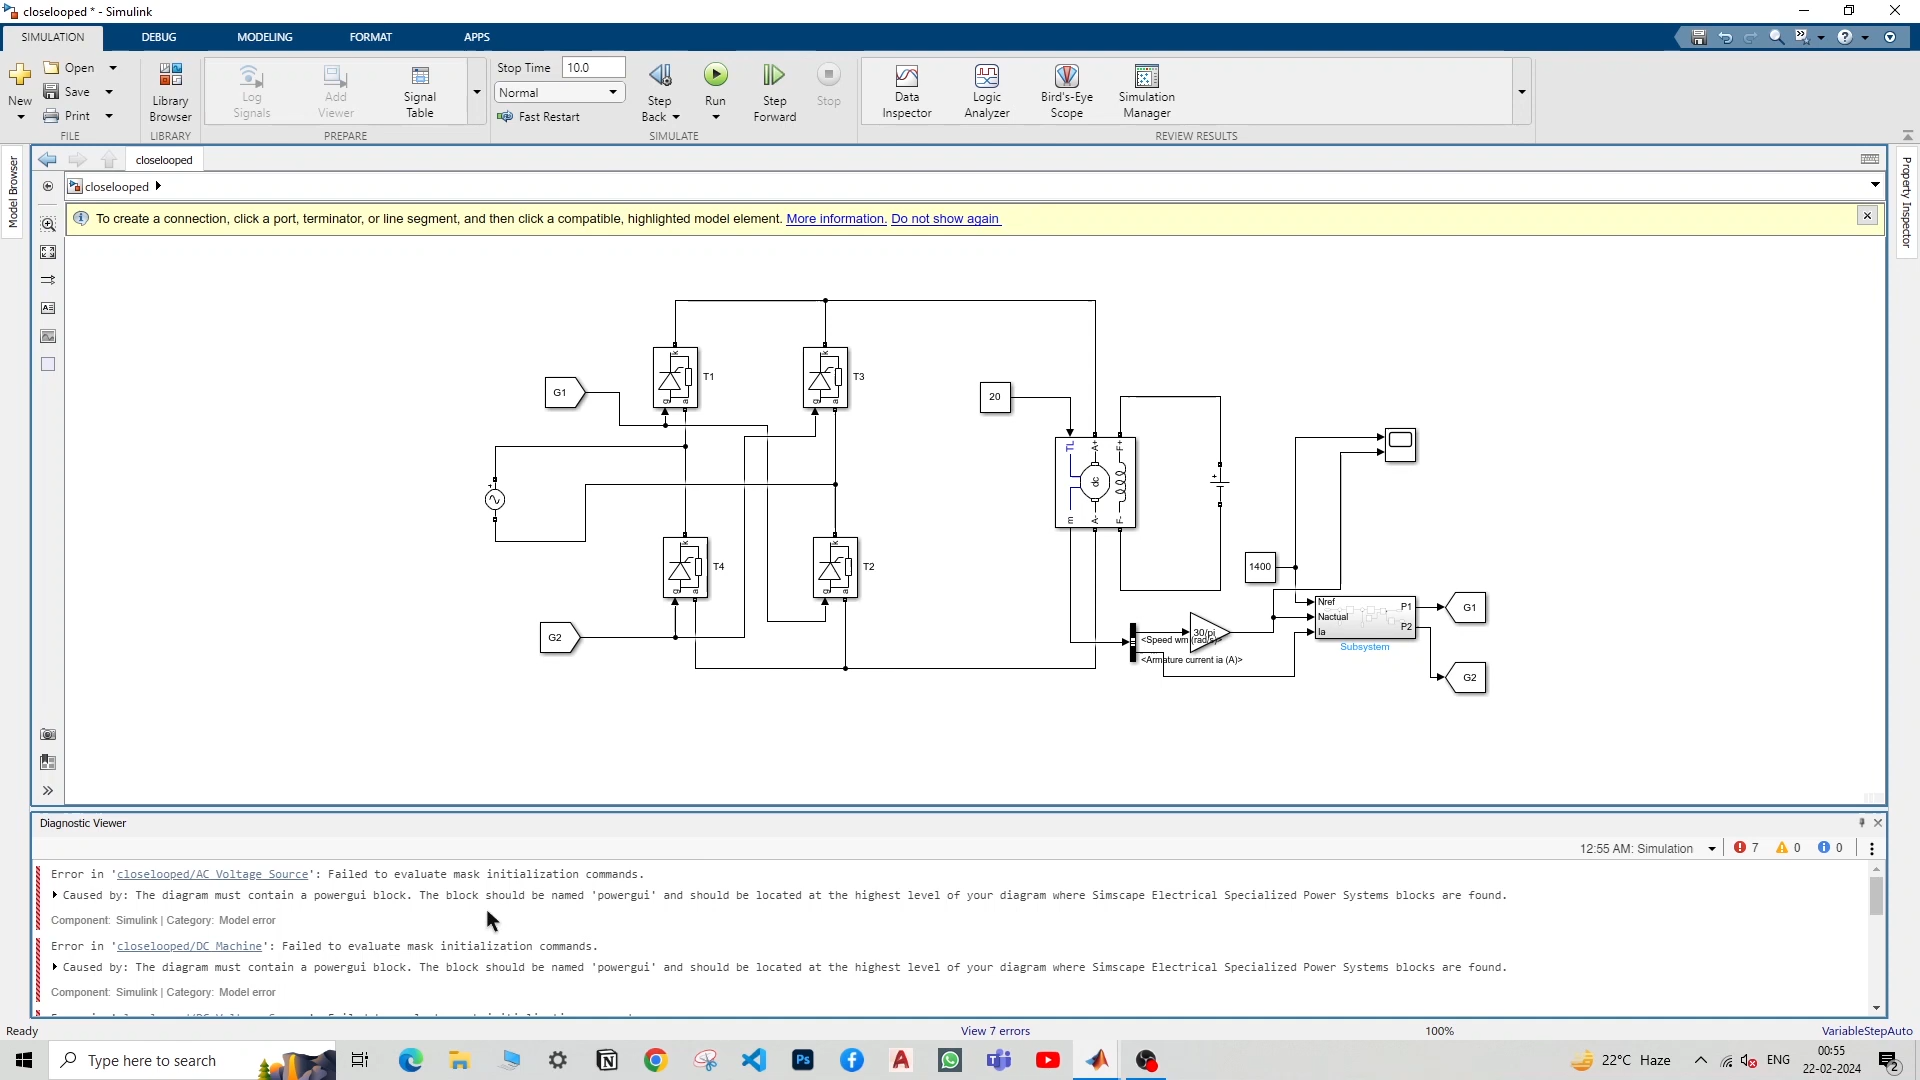 closelooped * - Simulink
SIMULATION DEBUG MODELING FORMAT APPS
New
Open
Save
Print
FILE
Library Browser
LIBRARY
Log Signals
Add Viewer
Signal Table
PREPARE
Stop Time 10.0
Normal
Fast Restart
Step Back
Run
Step Forward
Stop
SIMULATE
Data Inspector
Logic Analyzer
Bird's-Eye Scope
Simulation Manager
REVIEW RESULTS
Model Browser
Property Inspector
closelooped
closelooped
To create a connection, click a port, terminator, or line segment, and then click a compatible, highlighted model element. More information. Do not show again
k
g a
T1
k
g a
T3
G1
20
TL A+ F+
dc
m A- F-
k
g a
T4
k
g a
T2
1400
G2
30/pi
<Speed wm (rad/s)>
<Armature current ia (A)>
Nref
Nactual
Ia
P1
P2
Subsystem
G1
G2
Diagnostic Viewer
12:55 AM: Simulation 7 0 0
Error in 'closelooped/AC Voltage Source': Failed to evaluate mask initialization commands.
Caused by: The diagram must contain a powergui block. The block should be named 'powergui' and should be located at the highest level of your diagram where Simscape Electrical Specialized Power Systems blocks are found.
Component: Simulink | Category: Model error
Error in 'closelooped/DC Machine': Failed to evaluate mask initialization commands.
Caused by: The diagram must contain a powergui block. The block should be named 'powergui' and should be located at the highest level of your diagram where Simscape Electrical Specialized Power Systems blocks are found.
Component: Simulink | Category: Model error
Ready View 7 errors 100% VariableStepAuto
Type here to search
22°C Haze
ENG
00:55
22-02-2024
2